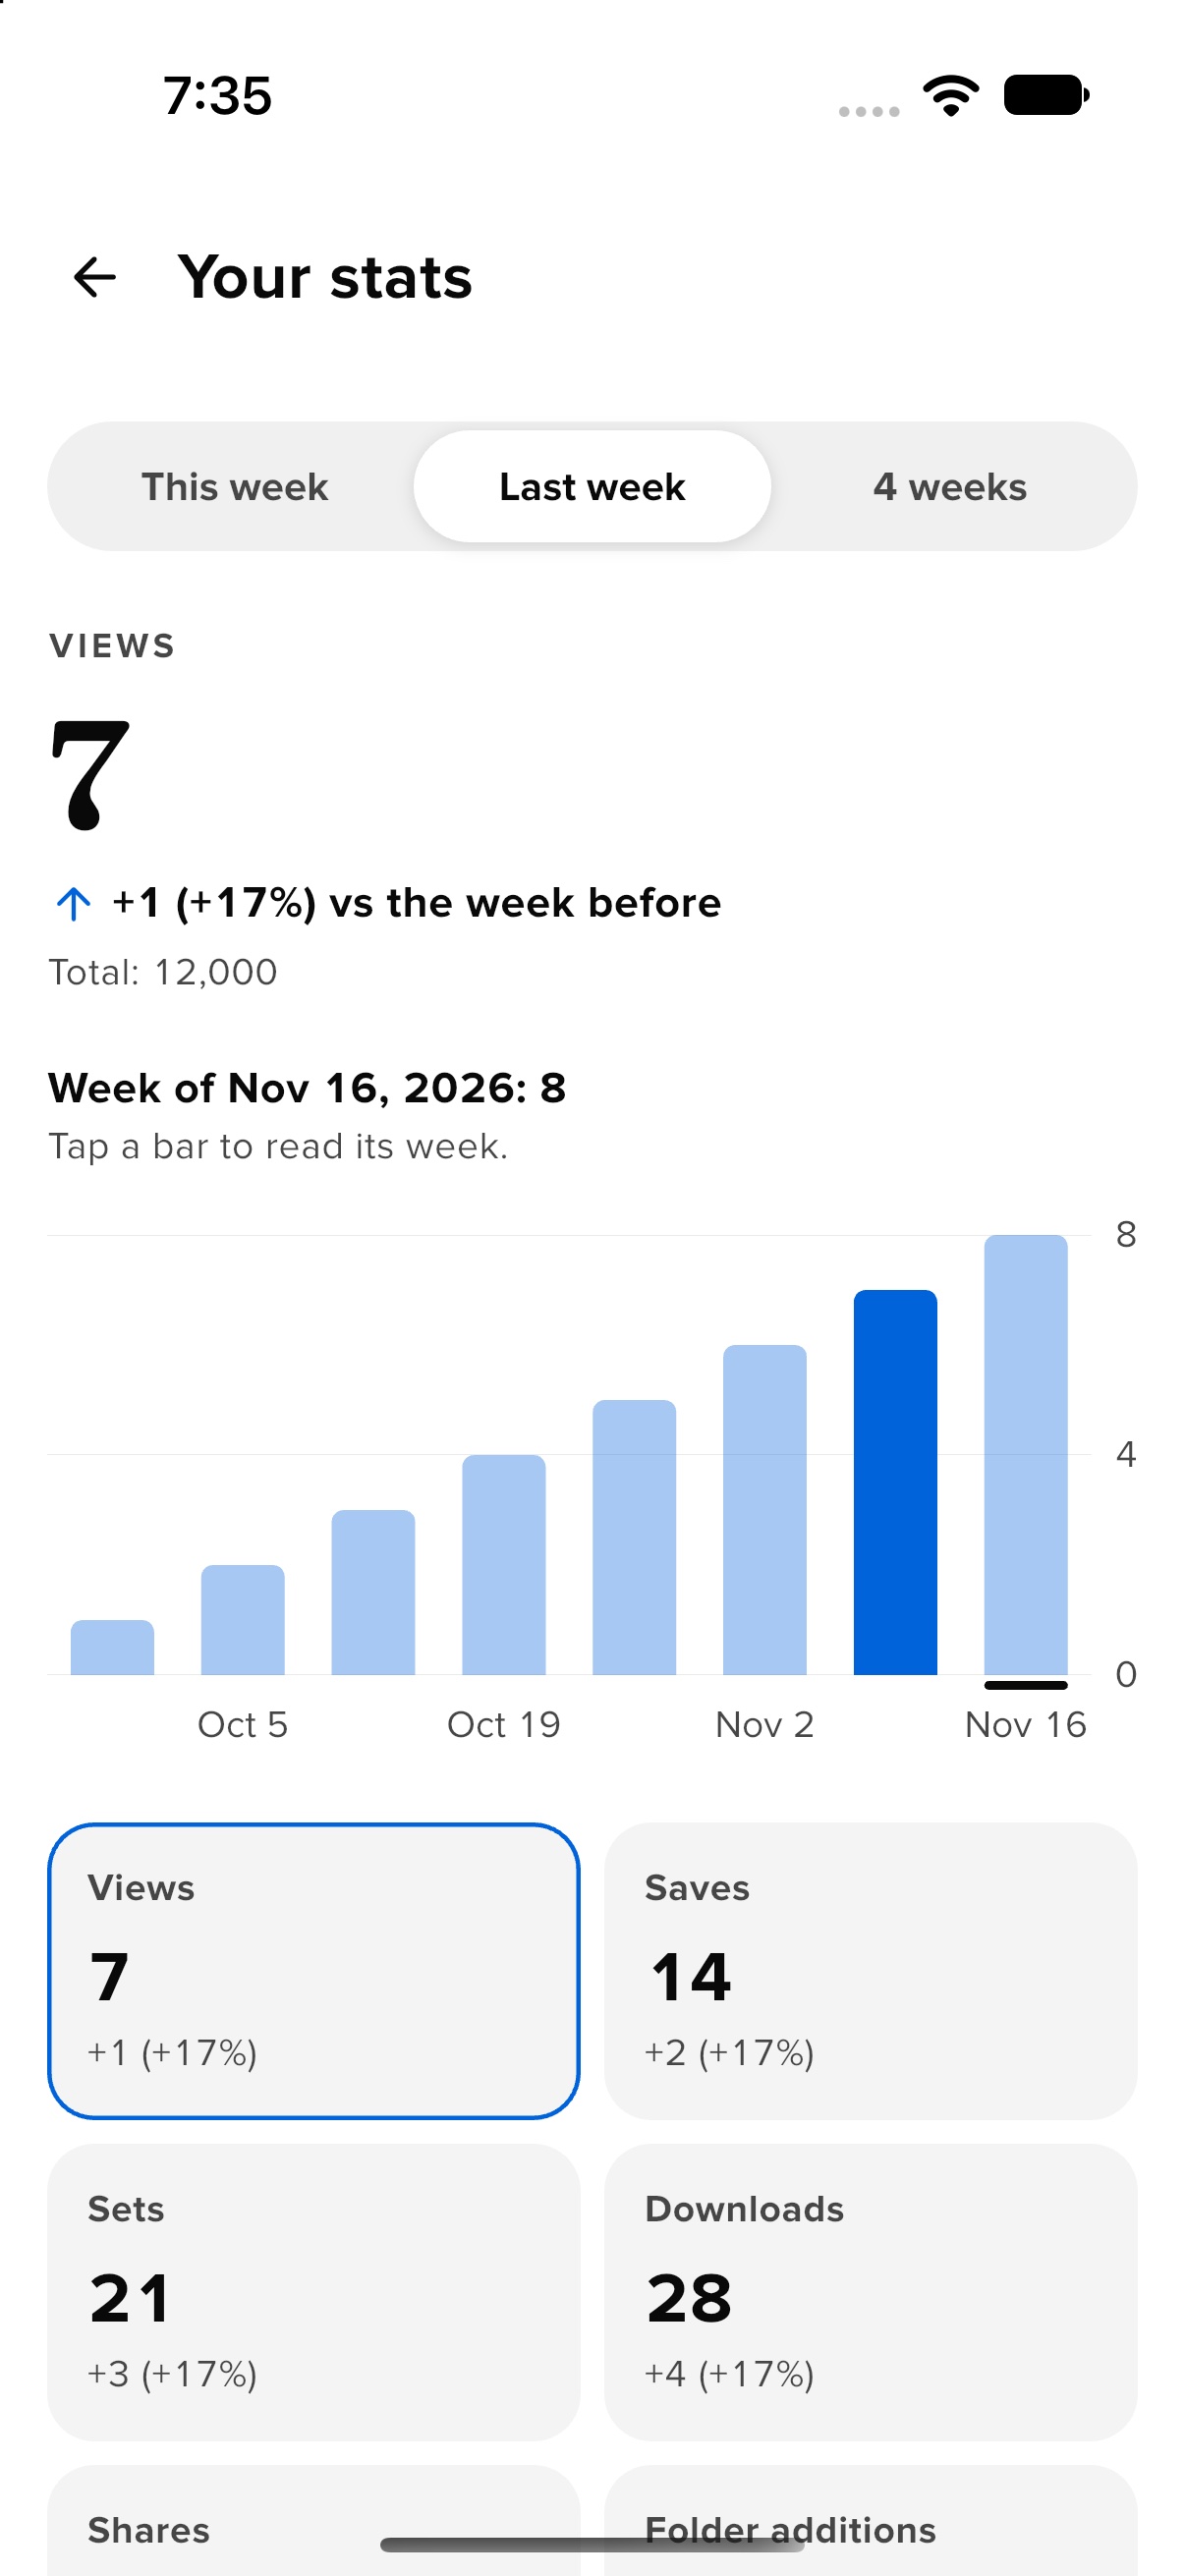 7:35
Your stats
This week
Last week
4 weeks
VIEWS
7
+1 (+17%) vs the week before
Total: 12,000
Week of Nov 16, 2026: 8
Tap a bar to read its week.
8
4
0
Oct 5
Oct 19
Nov 2
Nov 16
Views
7
+1 (+17%)
Saves
14
+2 (+17%)
Sets
21
+3 (+17%)
Downloads
28
+4 (+17%)
Shares
Folder additions